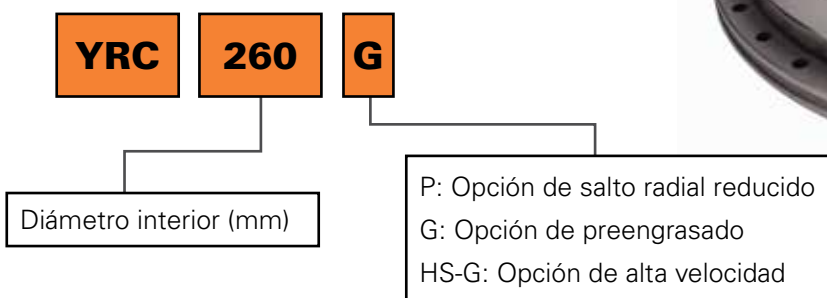 YRC 260 G
Diámetro interior (mm)
P: Opción de salto radial reducido
G: Opción de preengrasado
HS-G: Opción de alta velocidad